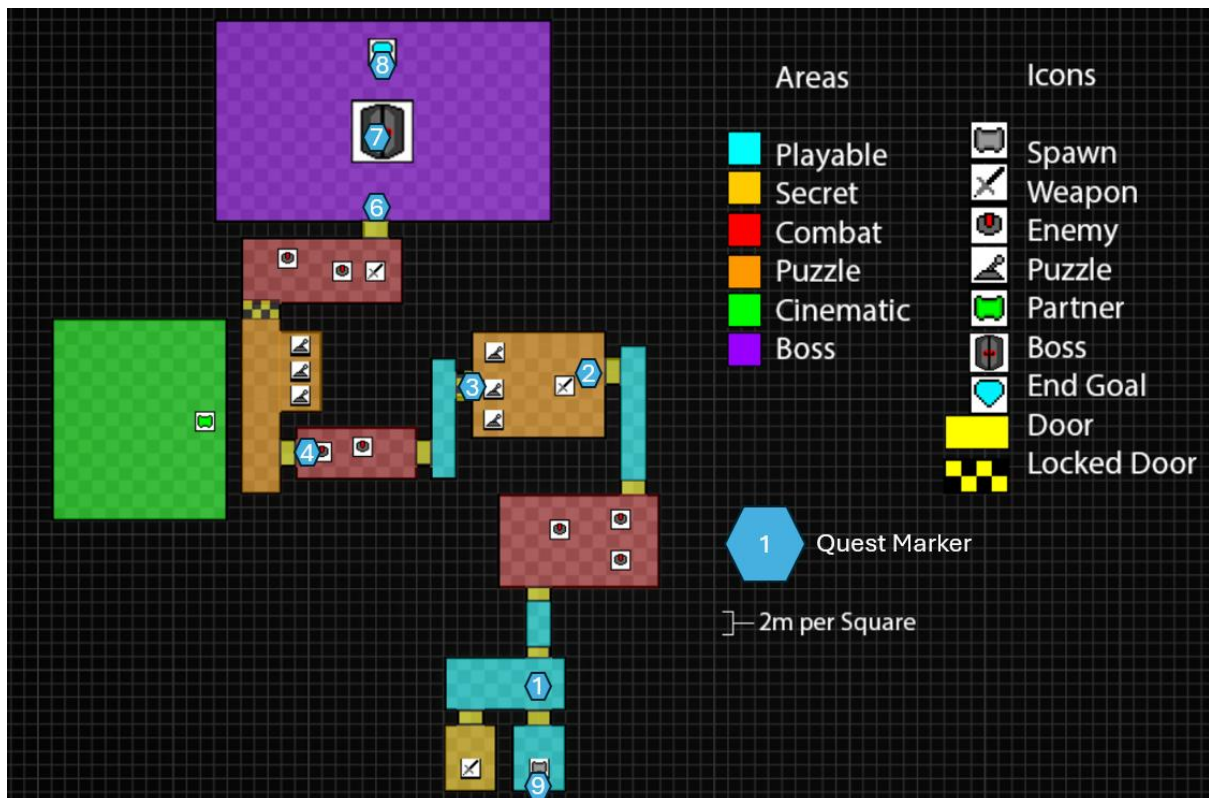 8
7
6
2
3
4
1
9
Areas
Playable
Secret
Combat
Puzzle
Cinematic
Boss
Icons
Spawn
Weapon
Enemy
Puzzle
Partner
Boss
End Goal
Door
Locked Door
1 Quest Marker
2m per Square